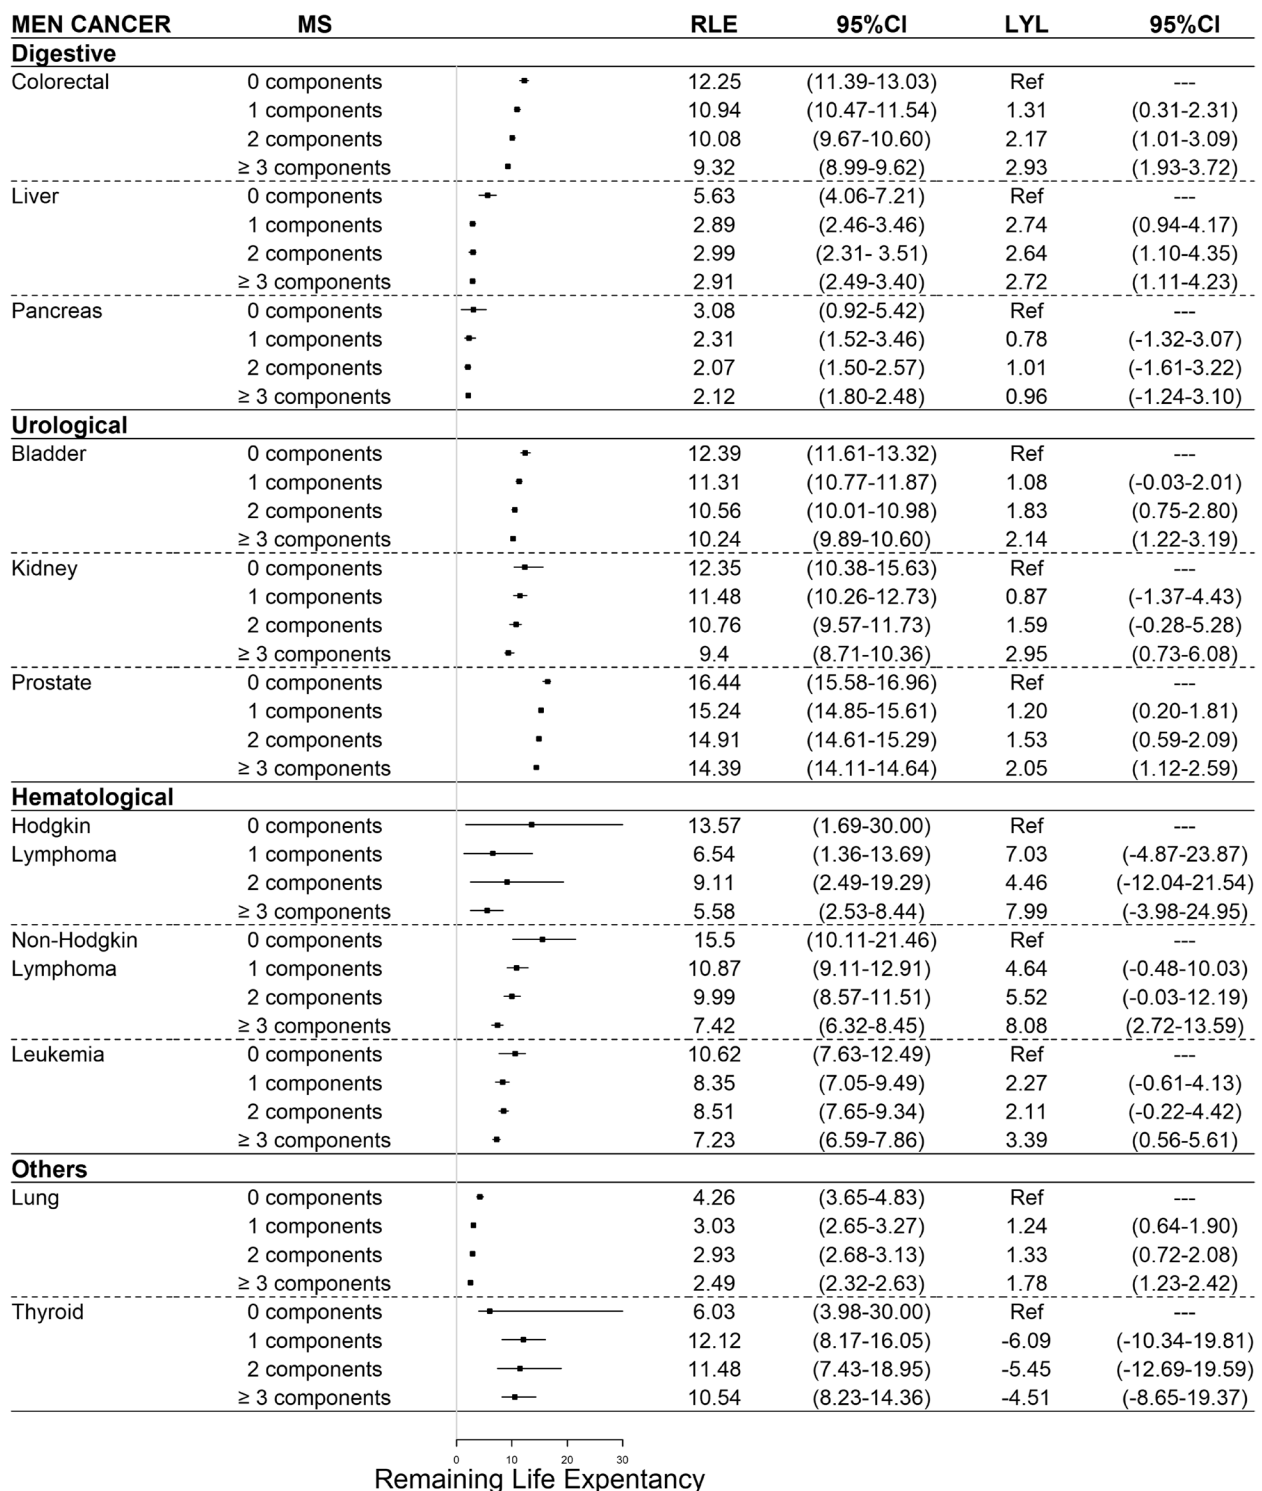 MEN CANCER MS RLE 95%CI LYL 95%CI
Digestive
Colorectal 0 components 12.25 (11.39-13.03) Ref ---
1 components 10.94 (10.47-11.54) 1.31 (0.31-2.31)
2 components 10.08 (9.67-10.60) 2.17 (1.01-3.09)
≥ 3 components 9.32 (8.99-9.62) 2.93 (1.93-3.72)
Liver 0 components 5.63 (4.06-7.21) Ref ---
1 components 2.89 (2.46-3.46) 2.74 (0.94-4.17)
2 components 2.99 (2.31- 3.51) 2.64 (1.10-4.35)
≥ 3 components 2.91 (2.49-3.40) 2.72 (1.11-4.23)
Pancreas 0 components 3.08 (0.92-5.42) Ref ---
1 components 2.31 (1.52-3.46) 0.78 (-1.32-3.07)
2 components 2.07 (1.50-2.57) 1.01 (-1.61-3.22)
≥ 3 components 2.12 (1.80-2.48) 0.96 (-1.24-3.10)
Urological
Bladder 0 components 12.39 (11.61-13.32) Ref ---
1 components 11.31 (10.77-11.87) 1.08 (-0.03-2.01)
2 components 10.56 (10.01-10.98) 1.83 (0.75-2.80)
≥ 3 components 10.24 (9.89-10.60) 2.14 (1.22-3.19)
Kidney 0 components 12.35 (10.38-15.63) Ref ---
1 components 11.48 (10.26-12.73) 0.87 (-1.37-4.43)
2 components 10.76 (9.57-11.73) 1.59 (-0.28-5.28)
≥ 3 components 9.4 (8.71-10.36) 2.95 (0.73-6.08)
Prostate 0 components 16.44 (15.58-16.96) Ref ---
1 components 15.24 (14.85-15.61) 1.20 (0.20-1.81)
2 components 14.91 (14.61-15.29) 1.53 (0.59-2.09)
≥ 3 components 14.39 (14.11-14.64) 2.05 (1.12-2.59)
Hematological
Hodgkin 0 components 13.57 (1.69-30.00) Ref ---
Lymphoma 1 components 6.54 (1.36-13.69) 7.03 (-4.87-23.87)
2 components 9.11 (2.49-19.29) 4.46 (-12.04-21.54)
≥ 3 components 5.58 (2.53-8.44) 7.99 (-3.98-24.95)
Non-Hodgkin 0 components 15.5 (10.11-21.46) Ref ---
Lymphoma 1 components 10.87 (9.11-12.91) 4.64 (-0.48-10.03)
2 components 9.99 (8.57-11.51) 5.52 (-0.03-12.19)
≥ 3 components 7.42 (6.32-8.45) 8.08 (2.72-13.59)
Leukemia 0 components 10.62 (7.63-12.49) Ref ---
1 components 8.35 (7.05-9.49) 2.27 (-0.61-4.13)
2 components 8.51 (7.65-9.34) 2.11 (-0.22-4.42)
≥ 3 components 7.23 (6.59-7.86) 3.39 (0.56-5.61)
Others
Lung 0 components 4.26 (3.65-4.83) Ref ---
1 components 3.03 (2.65-3.27) 1.24 (0.64-1.90)
2 components 2.93 (2.68-3.13) 1.33 (0.72-2.08)
≥ 3 components 2.49 (2.32-2.63) 1.78 (1.23-2.42)
Thyroid 0 components 6.03 (3.98-30.00) Ref ---
1 components 12.12 (8.17-16.05) -6.09 (-10.34-19.81)
2 components 11.48 (7.43-18.95) -5.45 (-12.69-19.59)
≥ 3 components 10.54 (8.23-14.36) -4.51 (-8.65-19.37)
0 10 20 30
Remaining Life Expentancy